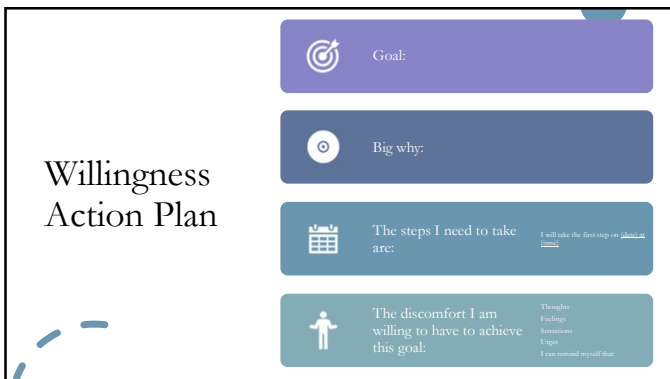 Willingness
Action Plan
Goal:
Big why:
The steps I need to take
are:
I will take the first step on (date) at
(time)
The discomfort I am
willing to have to achieve
this goal:
Thoughts
Feelings
Sensations
Urges
I can remind myself that: